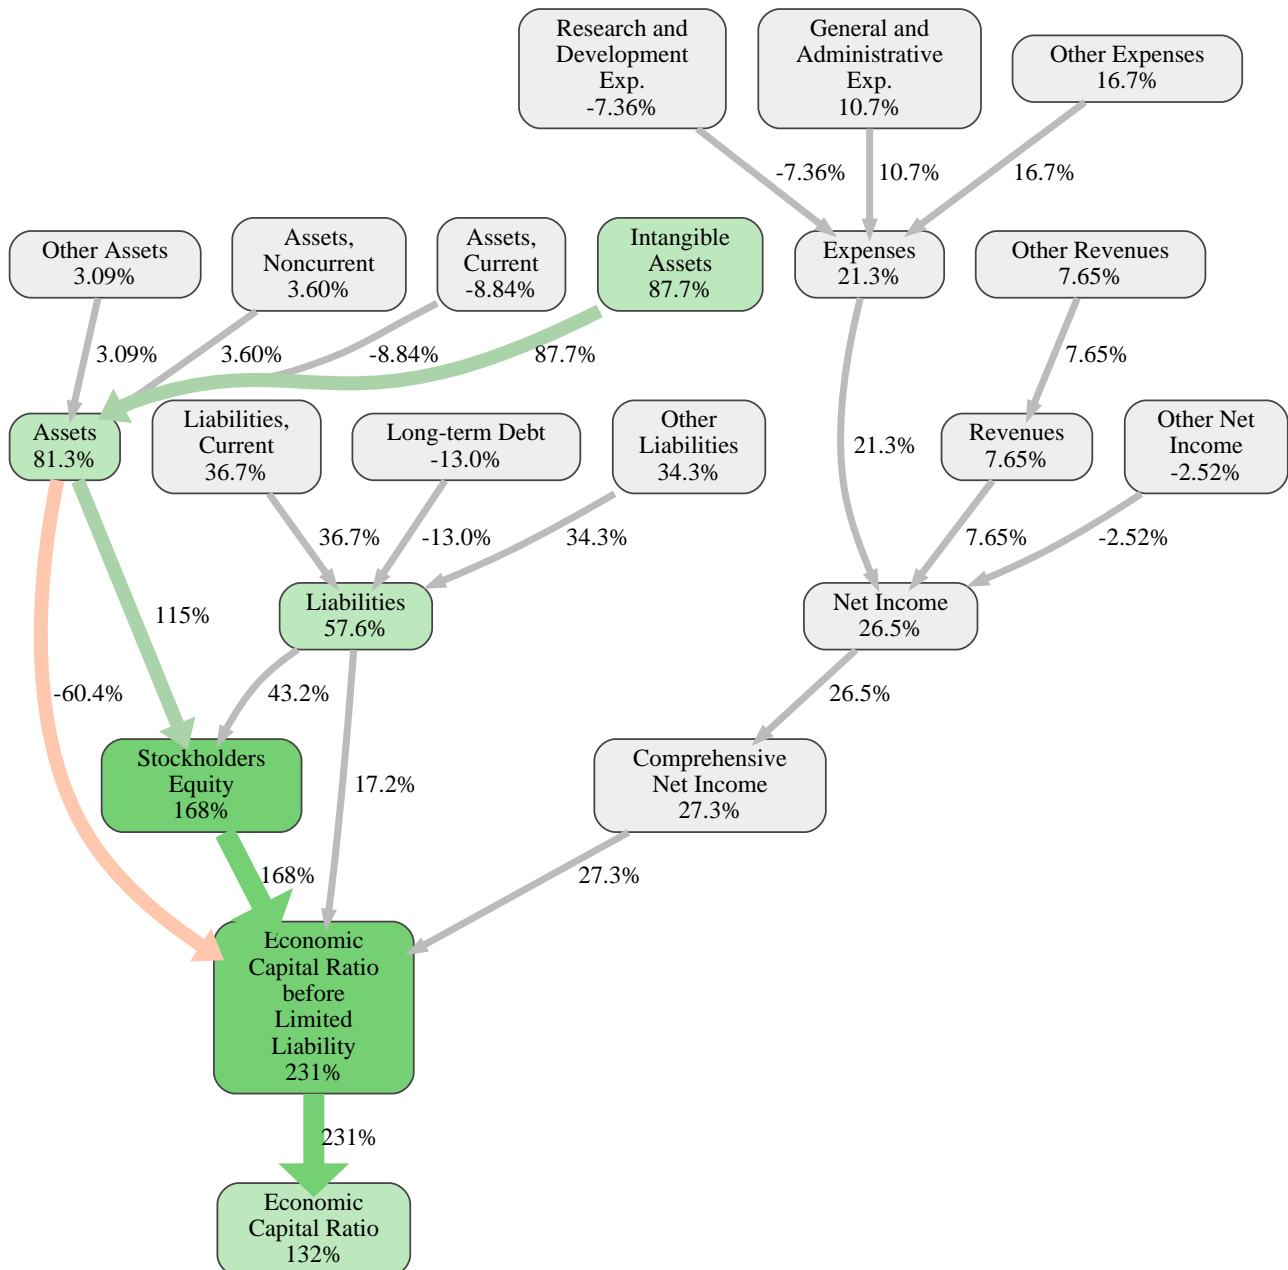 Research and
Development
Exp.
-7.36%
General and
Administrative
Exp.
10.7%
Other Expenses
16.7%
-7.36%
10.7%
16.7%
Other Assets
3.09%
Assets,
Noncurrent
3.60%
Assets,
Current
-8.84%
Intangible
Assets
87.7%
Expenses
21.3%
Other Revenues
7.65%
3.09%
3.60%
-8.84%
87.7%
7.65%
Assets
81.3%
Liabilities,
Current
36.7%
Long-term Debt
-13.0%
Other
Liabilities
34.3%
21.3%
Revenues
7.65%
Other Net
Income
-2.52%
36.7%
-13.0%
34.3%
7.65%
-2.52%
115%
Liabilities
57.6%
Net Income
26.5%
-60.4%
43.2%
26.5%
Stockholders
Equity
168%
17.2%
Comprehensive
Net Income
27.3%
168%
27.3%
Economic
Capital Ratio
before
Limited
Liability
231%
231%
Economic
Capital Ratio
132%